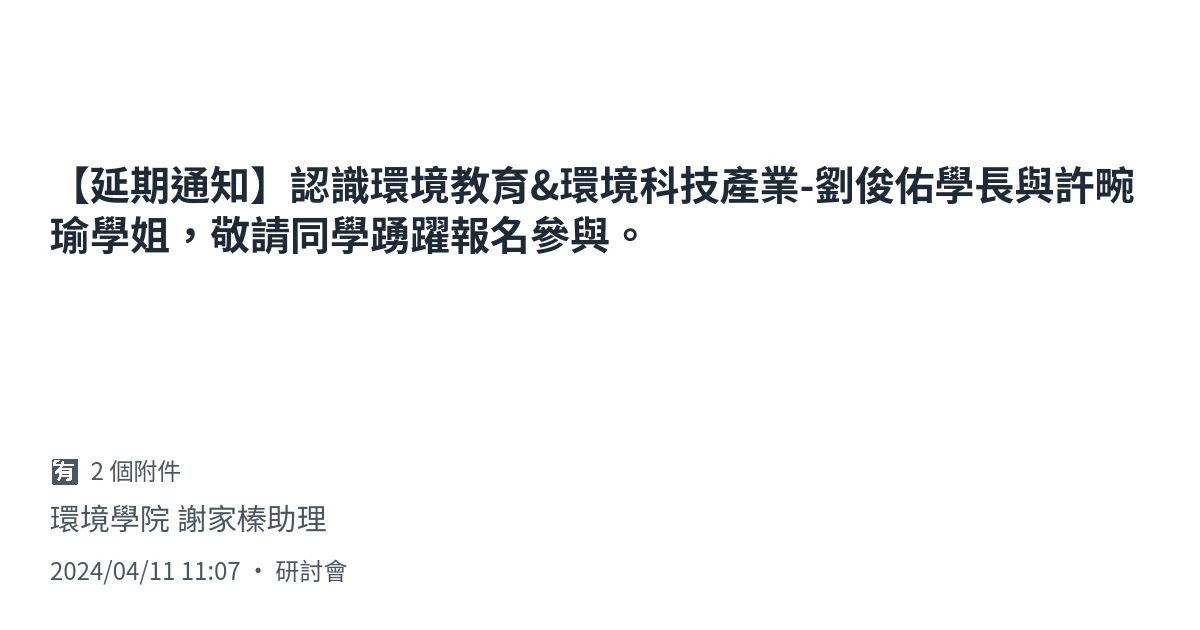 【延期通知】認識環境教育&環境科技產業-劉俊佑學長與許畹
瑜學姐，敬請同學踴躍報名參與。
有 2 個附件
環境學院 謝家榛助理
2024/04/11 11:07 • 研討會